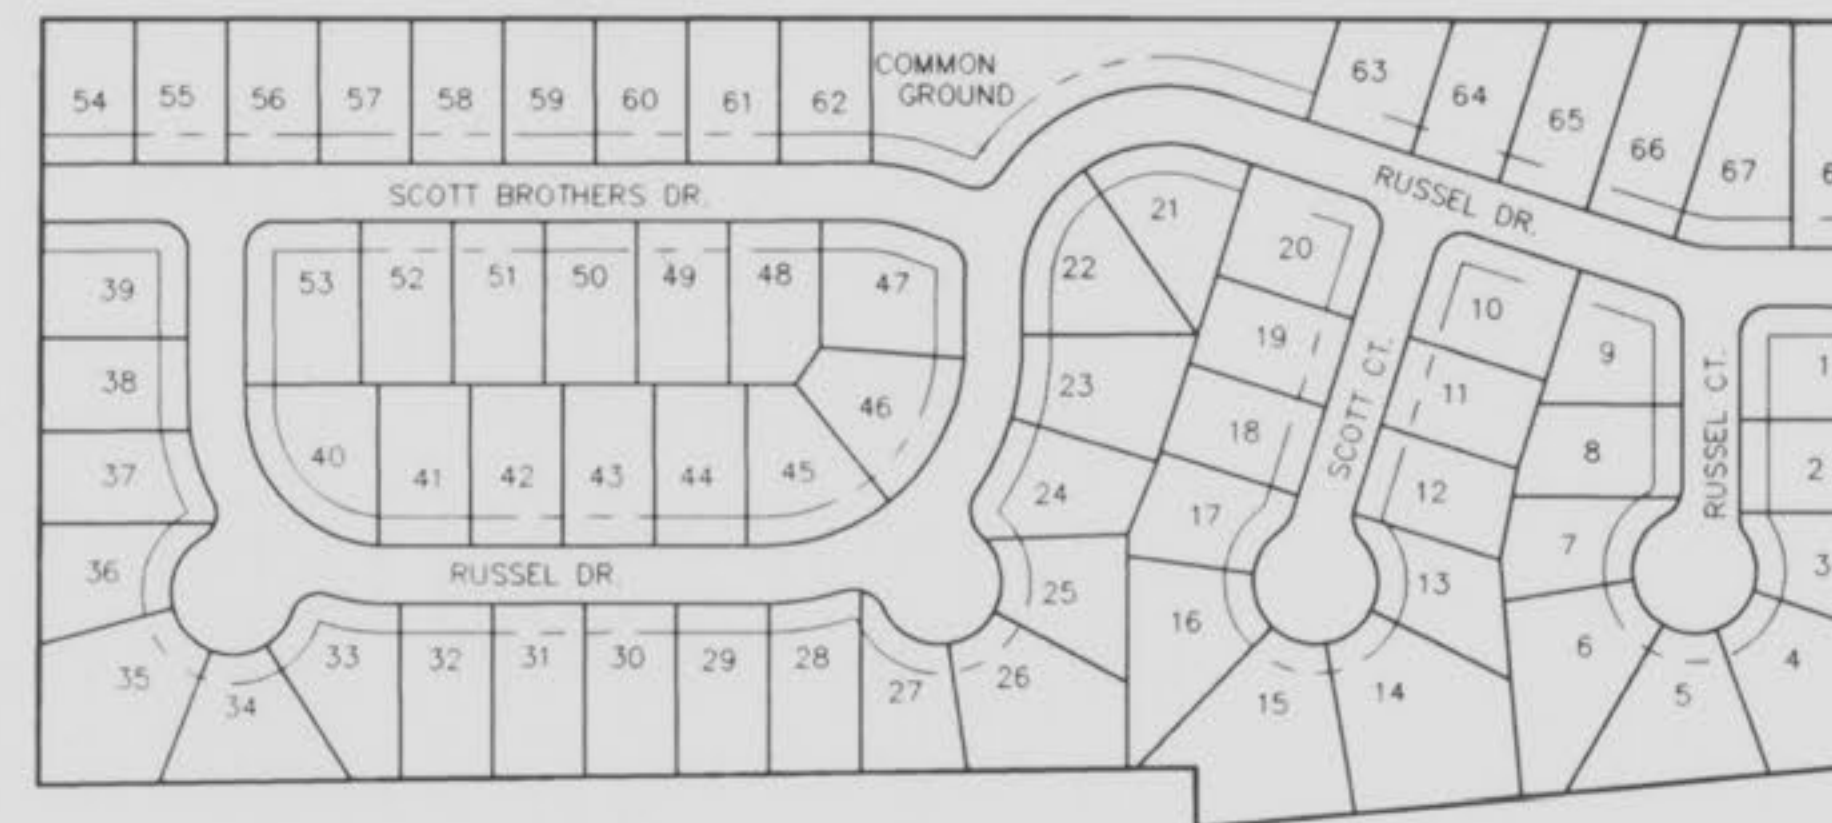 54 55 56 57 58 59 60 61 62
COMMON
GROUND
63 64 65 66 67
SCOTT BROTHERS DR.
RUSSEL DR.
39 53 52 51 50 49 48 47
22 21 20 10 9 1
38 46 23 19 11
37 40 41 42 43 44 45
24 18 17 12 8 2
SCOTT CT.
RUSSEL CT.
36 RUSSEL DR.
25 16 13 7 3
35 34 33 32 31 30 29 28 27 26
15 14 6 5 4